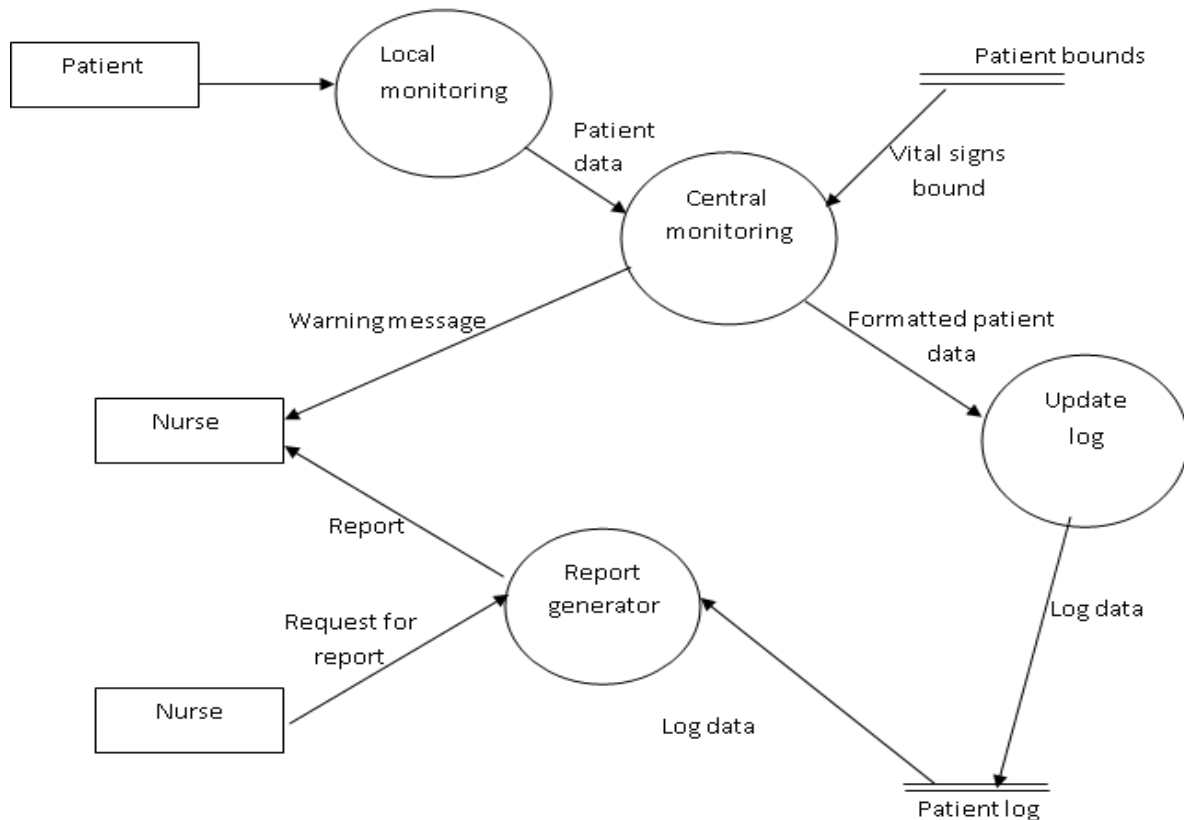 Patient
Local
monitoring
Patient bounds
Patient
data
Vital signs
bound
Central
monitoring
Warning message
Formatted patient
data
Nurse
Update
log
Report
Report
generator
Request for
report
Log data
Nurse
Log data
Patient log